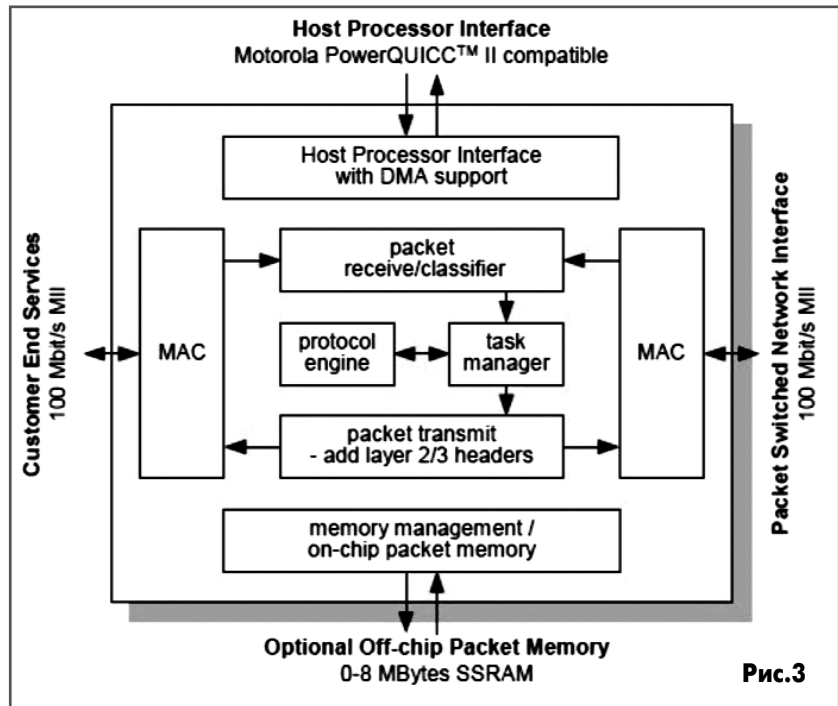 Host Processor Interface
Motorola PowerQUICC™ II compatible
Host Processor Interface
with DMA support
Customer End Services
100 Mbit/s MII
MAC
packet
receive/classifier
protocol
engine
task
manager
packet transmit
- add layer 2/3 headers
MAC
Packet Switched Network Interface
100 Mbit/s MII
memory management /
on-chip packet memory
Optional Off-chip Packet Memory
0-8 MBytes SSRAM
Рис.3